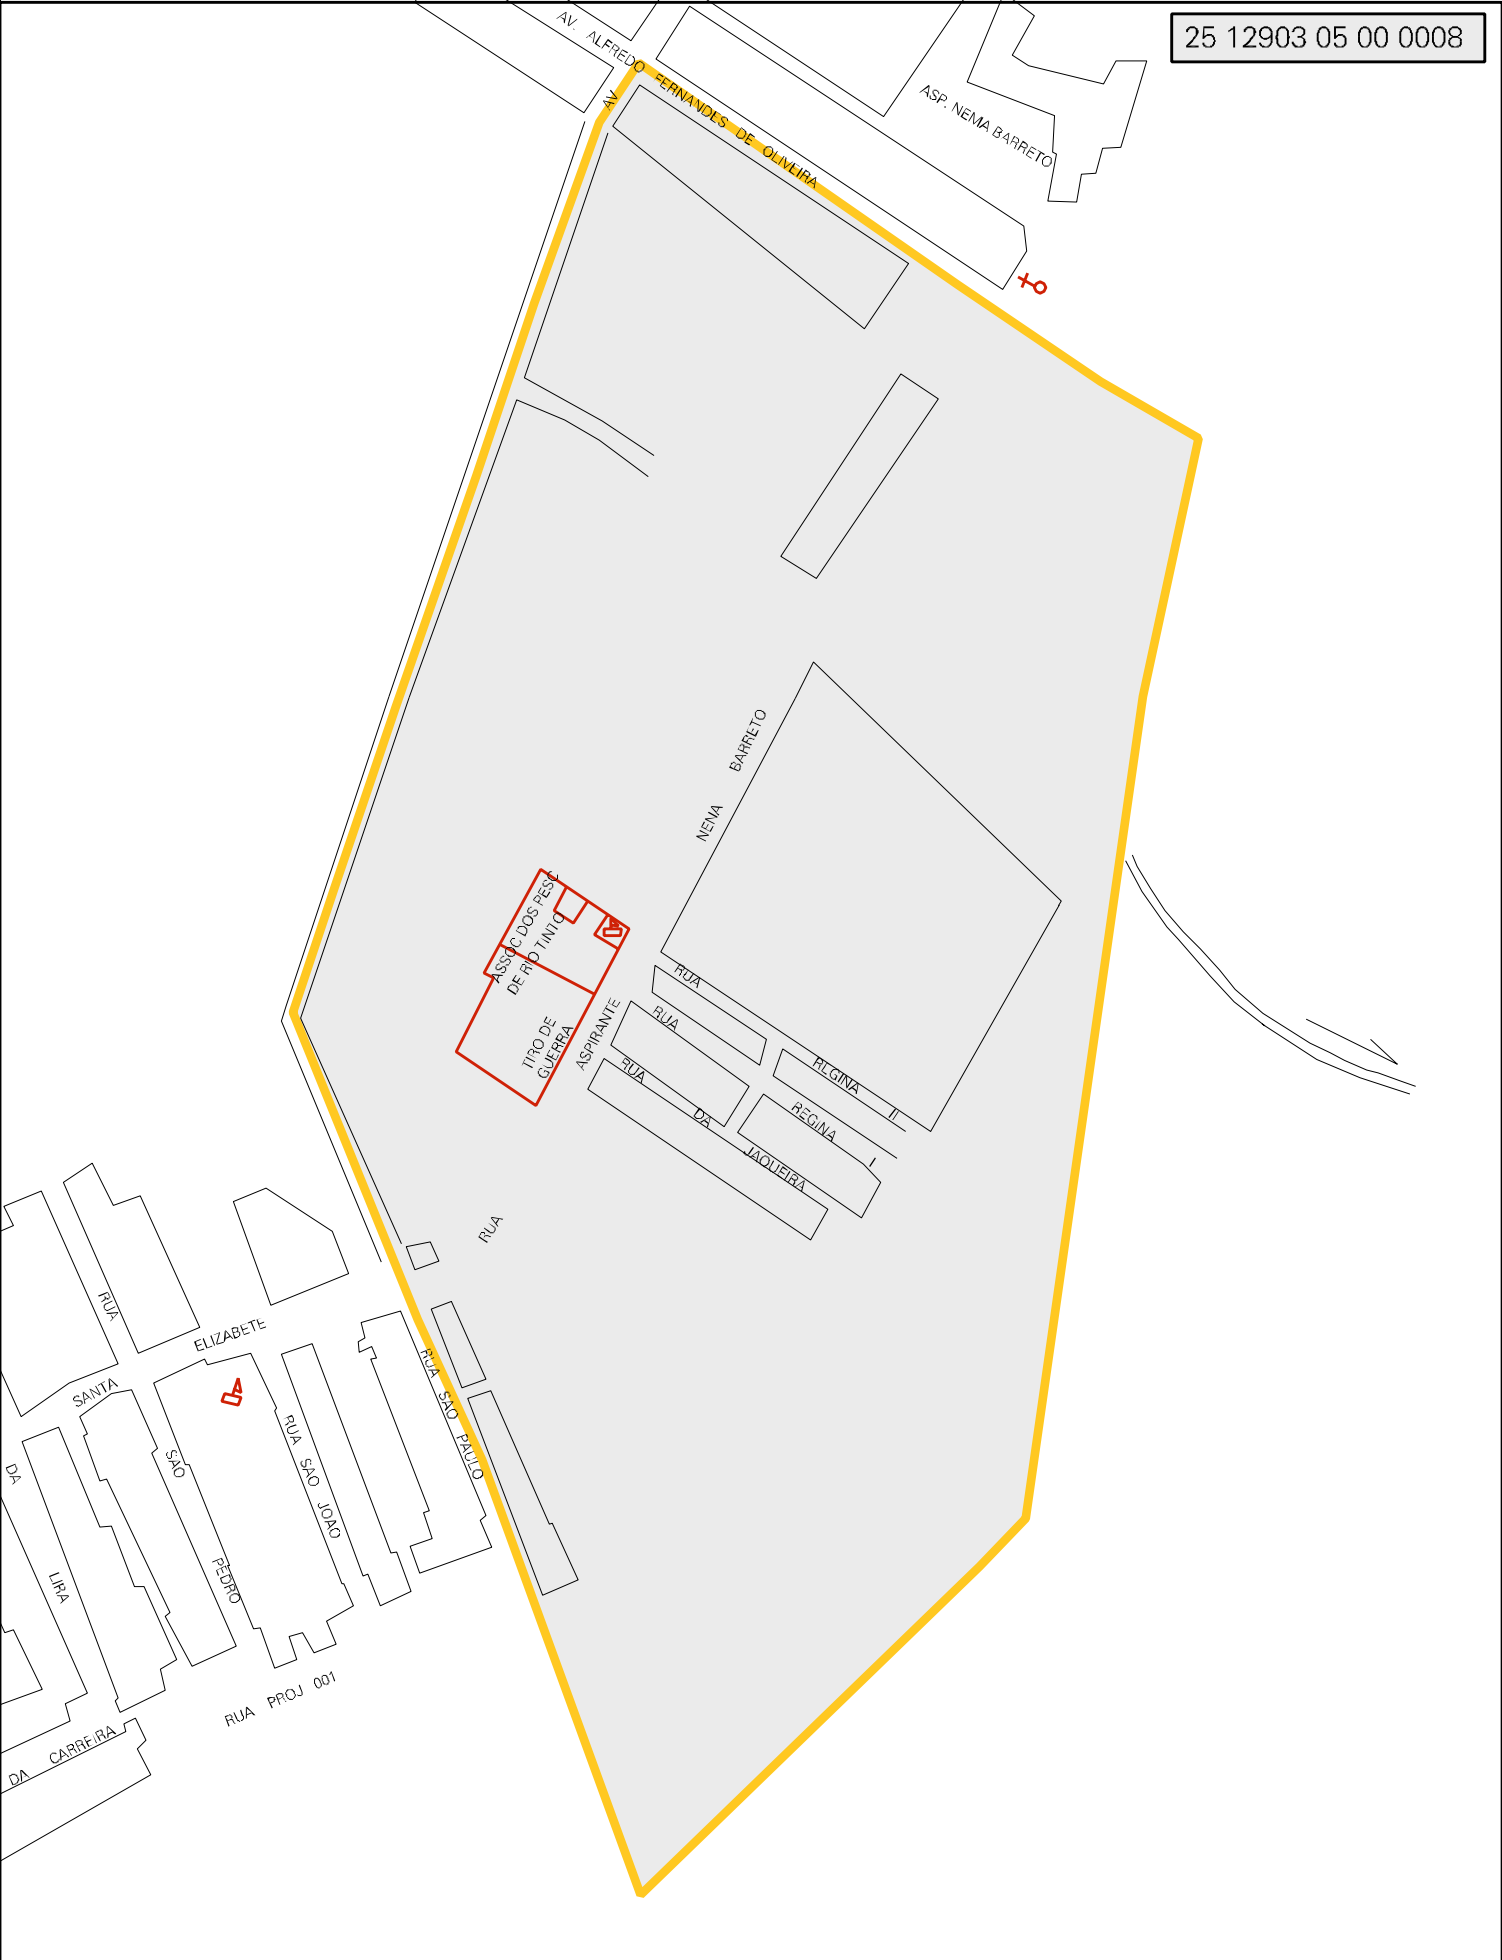 25 12903 05 00 0008
AV. ALFREDO FERNANDES DE OLIVEIRA
AV
ASP. NEMA BARRETO
NENA BARRETO
ASSOC DOS PESC
DE RIO TINTO
TIRO DE
GUERRA
ASPIRANTE
RUA
RUA REGINA II
RUA REGINA I
RUA DA JAQUEIRA
RUA
ELIZABETE
SANTA
RUA SAO PAULO
RUA SAO JOAO
SAO PEDRO
DA LIRA
RUA PROJ 001
DA CARREIRA